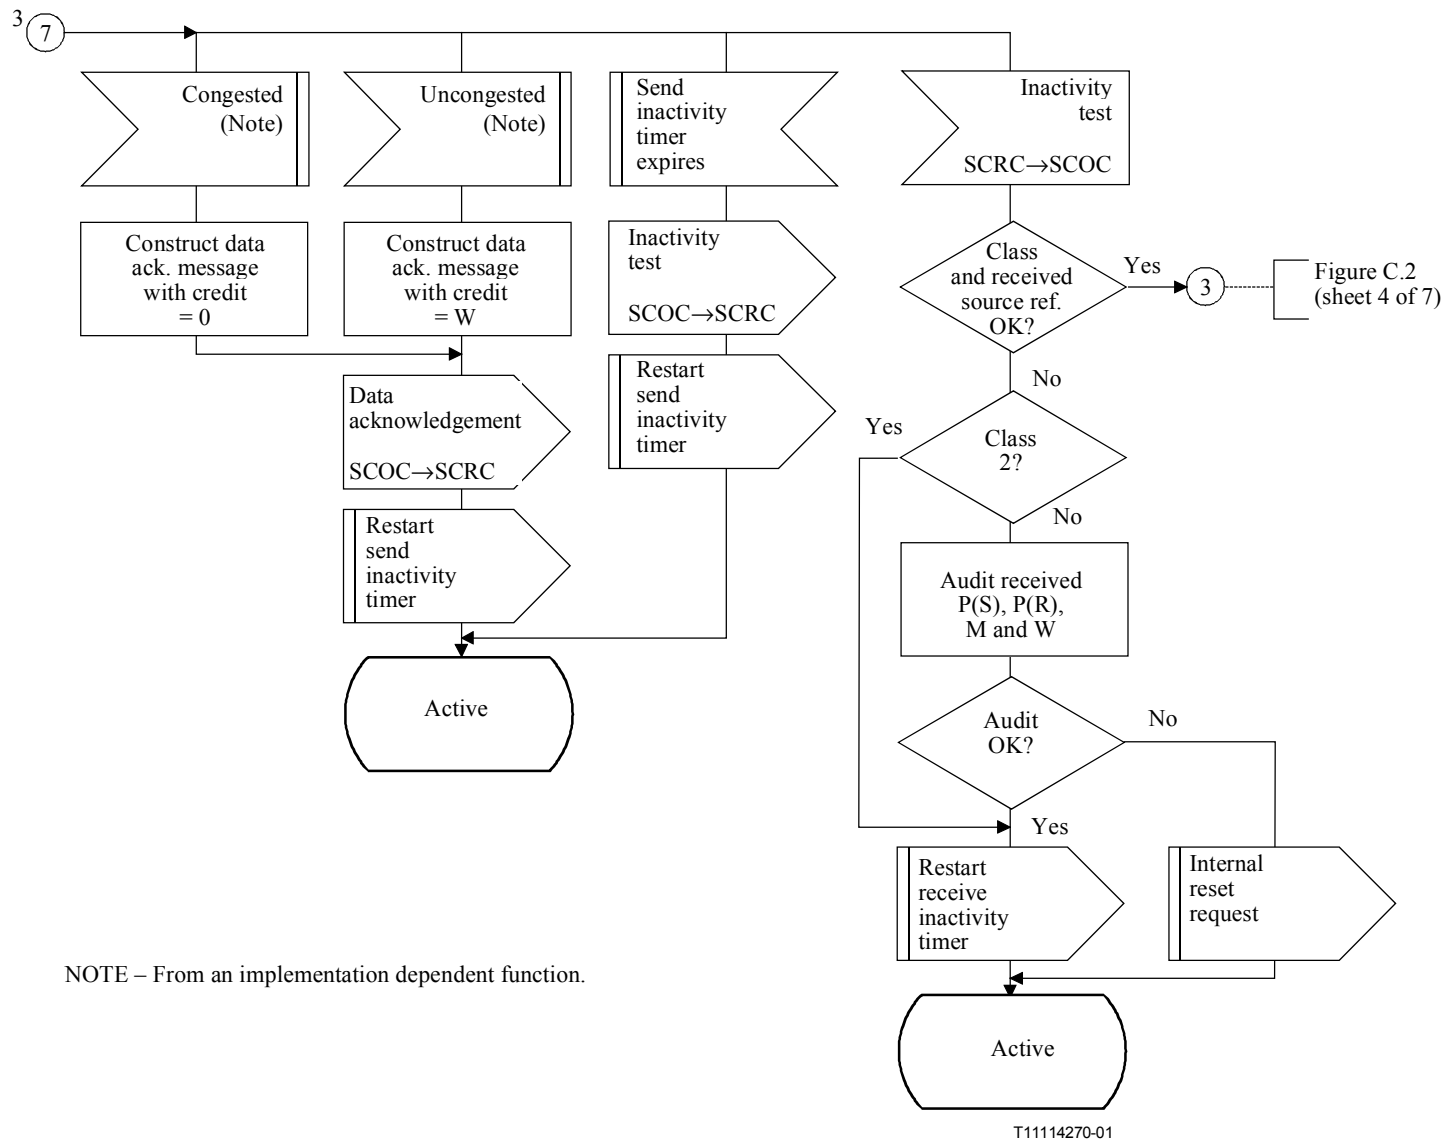 3
7
Congested
(Note)
Uncongested
(Note)
Send
inactivity
timer
expires
Inactivity
test
SCRC→SCOC
Construct data
ack. message
with credit
= 0
Construct data
ack. message
with credit
= W
Inactivity
test
SCOC→SCRC
Class
and received
source ref.
OK?
Yes
3
Figure C.2
(sheet 4 of 7)
No
Data
acknowledgement
SCOC→SCRC
Restart
send
inactivity
timer
Yes
Class
2?
No
Restart
send
inactivity
timer
Audit received
P(S), P(R),
M and W
Active
Audit
OK?
No
Yes
Restart
receive
inactivity
timer
Internal
reset
request
NOTE – From an implementation dependent function.
Active
T11114270-01